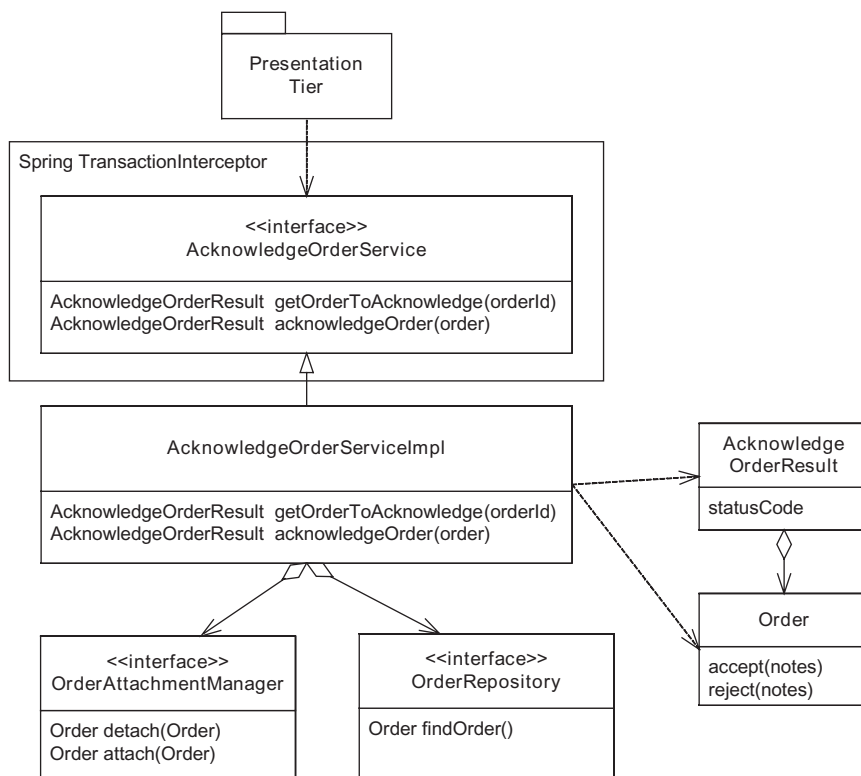 Presentation
Tier
Spring TransactionInterceptor
<<interface>>
AcknowledgeOrderService
AcknowledgeOrderResult getOrderToAcknowledge(orderId)
AcknowledgeOrderResult acknowledgeOrder(order)
AcknowledgeOrderServiceImpl
AcknowledgeOrderResult getOrderToAcknowledge(orderId)
AcknowledgeOrderResult acknowledgeOrder(order)
Acknowledge
OrderResult
statusCode
Order
accept(notes)
reject(notes)
<<interface>>
OrderAttachmentManager
Order detach(Order)
Order attach(Order)
<<interface>>
OrderRepository
Order findOrder()